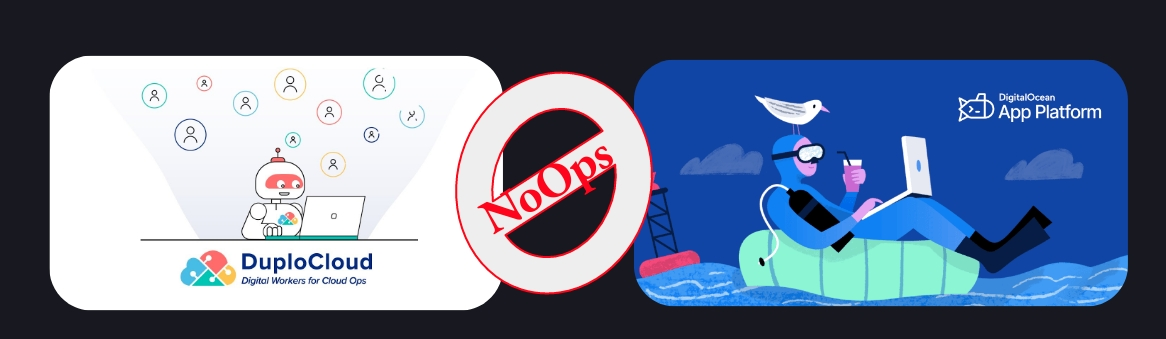 DuploCloud
Digital Workers for Cloud Ops
NoOps
DigitalOcean
App Platform